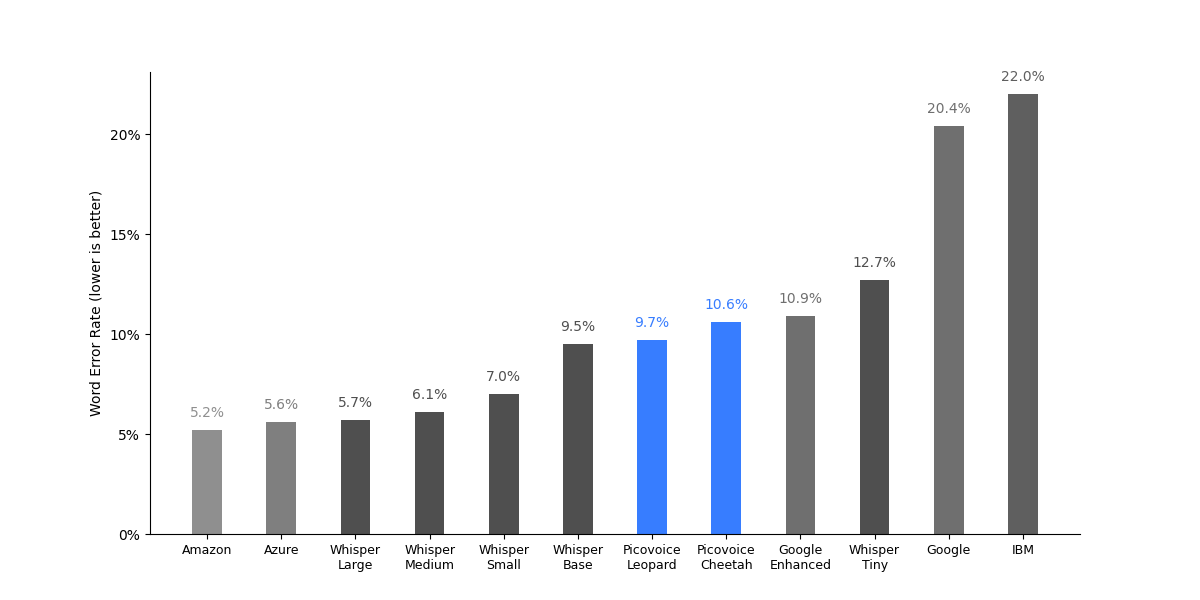 Word Error Rate (lower is better)
20%
15%
10%
5%
0%
5.2%
5.6%
5.7%
6.1%
7.0%
9.5%
9.7%
10.6%
10.9%
12.7%
20.4%
22.0%
Amazon
Azure
Whisper
Large
Whisper
Medium
Whisper
Small
Whisper
Base
Picovoice
Leopard
Picovoice
Cheetah
Google
Enhanced
Whisper
Tiny
Google
IBM